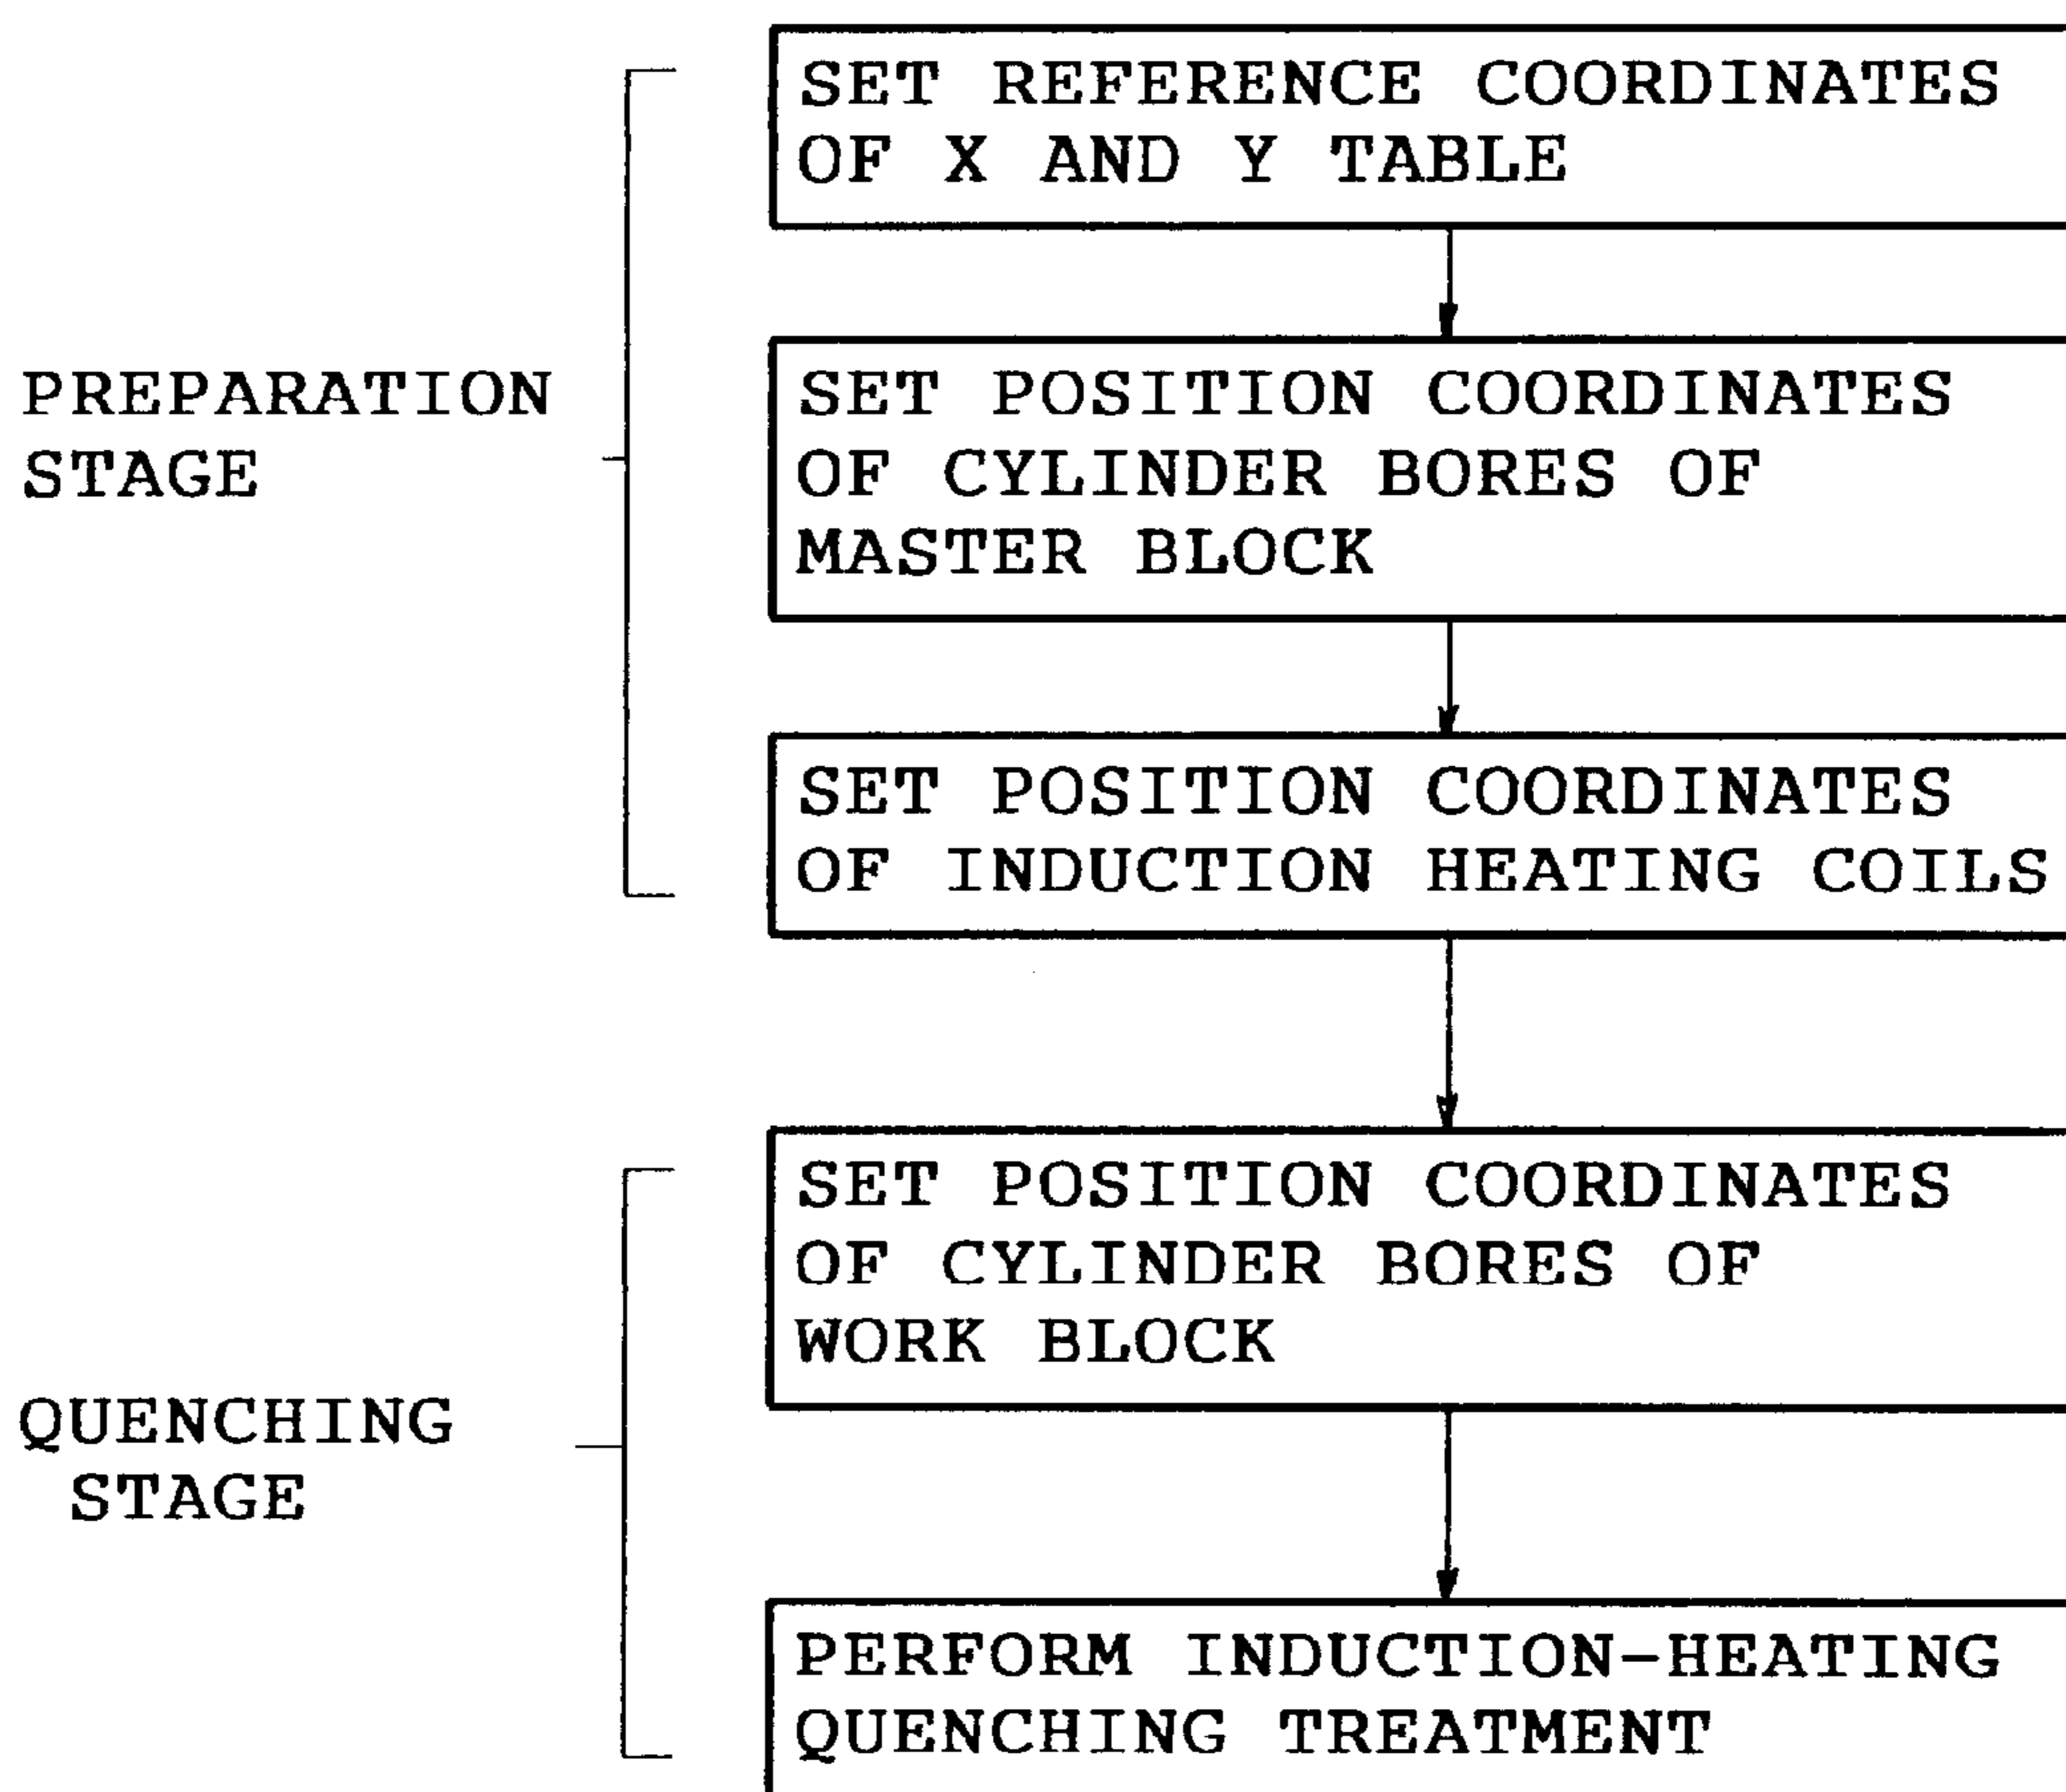 SET REFERENCE COORDINATES
OF X AND Y TABLE
PREPARATION
STAGE
SET POSITION COORDINATES
OF CYLINDER BORES OF
MASTER BLOCK
SET POSITION COORDINATES
OF INDUCTION HEATING COILS
QUENCHING
STAGE
SET POSITION COORDINATES
OF CYLINDER BORES OF
WORK BLOCK
PERFORM INDUCTION-HEATING
QUENCHING TREATMENT